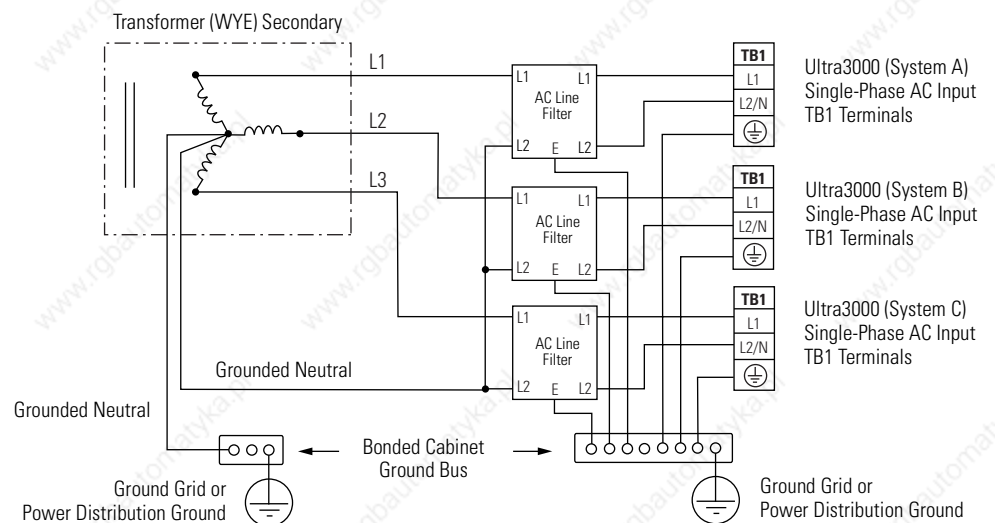 Transformer (WYE) Secondary
L1
L2
L3
L1
L1
AC Line
Filter
L2
E
L2
TB1
L1
L2/N
Ultra3000 (System A)
Single-Phase AC Input
TB1 Terminals
L1
L1
AC Line
Filter
L2
E
L2
TB1
L1
L2/N
Ultra3000 (System B)
Single-Phase AC Input
TB1 Terminals
L1
L1
AC Line
Filter
L2
E
L2
TB1
L1
L2/N
Ultra3000 (System C)
Single-Phase AC Input
TB1 Terminals
Grounded Neutral
Grounded Neutral
Bonded Cabinet
Ground Bus
Ground Grid or
Power Distribution Ground
Ground Grid or
Power Distribution Ground
www.rgbautomatyka.pl